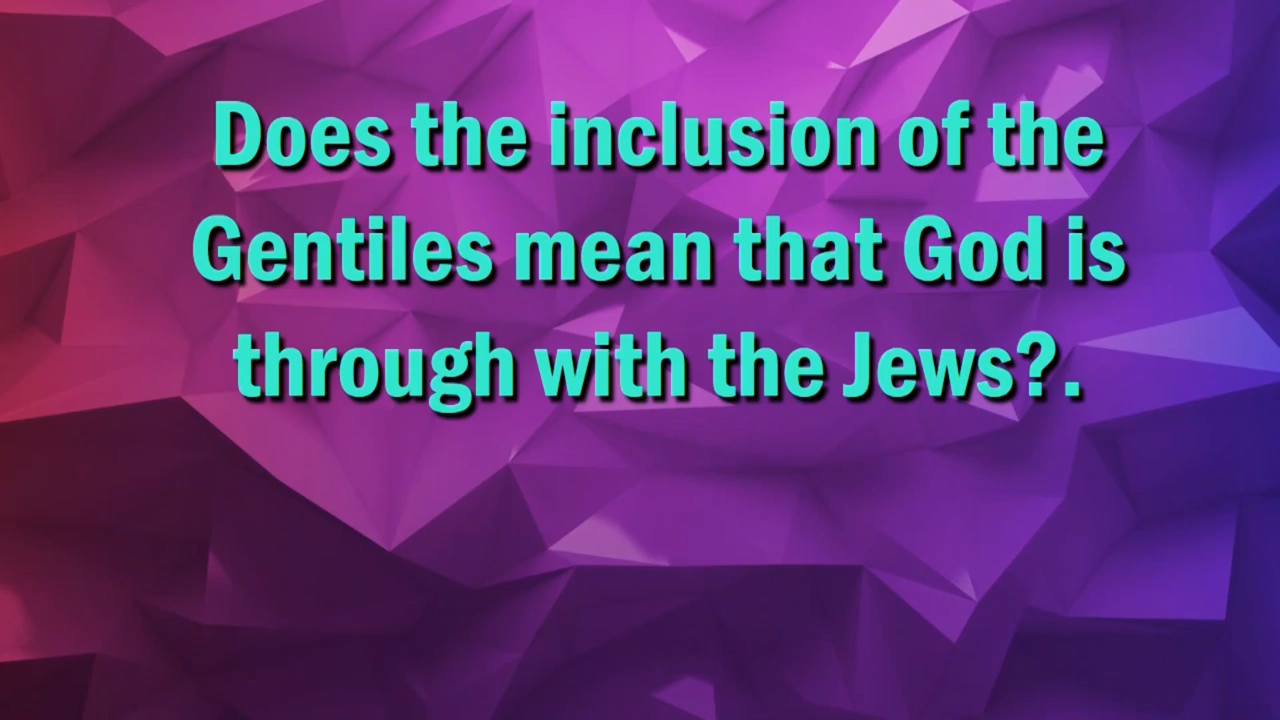 Does the inclusion of the
Gentiles mean that God is
through with the Jews?.